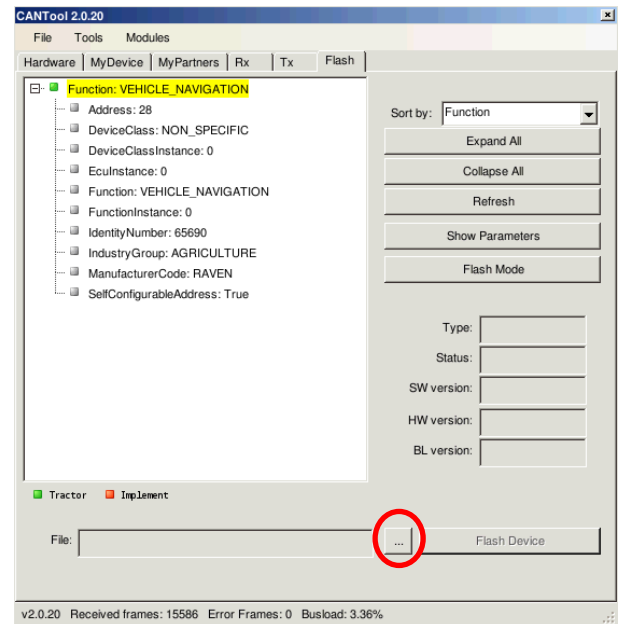 CANTool 2.0.20
File Tools Modules
Hardware MyDevice MyPartners Rx Tx Flash
Function: VEHICLE_NAVIGATION
Address: 28
DeviceClass: NON_SPECIFIC
DeviceClassInstance: 0
EcuInstance: 0
Function: VEHICLE_NAVIGATION
FunctionInstance: 0
IdentityNumber: 65690
IndustryGroup: AGRICULTURE
ManufacturerCode: RAVEN
SelfConfigurableAddress: True
Sort by: Function
Expand All
Collapse All
Refresh
Show Parameters
Flash Mode
Type:
Status:
SW version:
HW version:
BL version:
Tractor Implement
File: ... Flash Device
v2.0.20 Received frames: 15586 Error Frames: 0 Busload: 3.36%